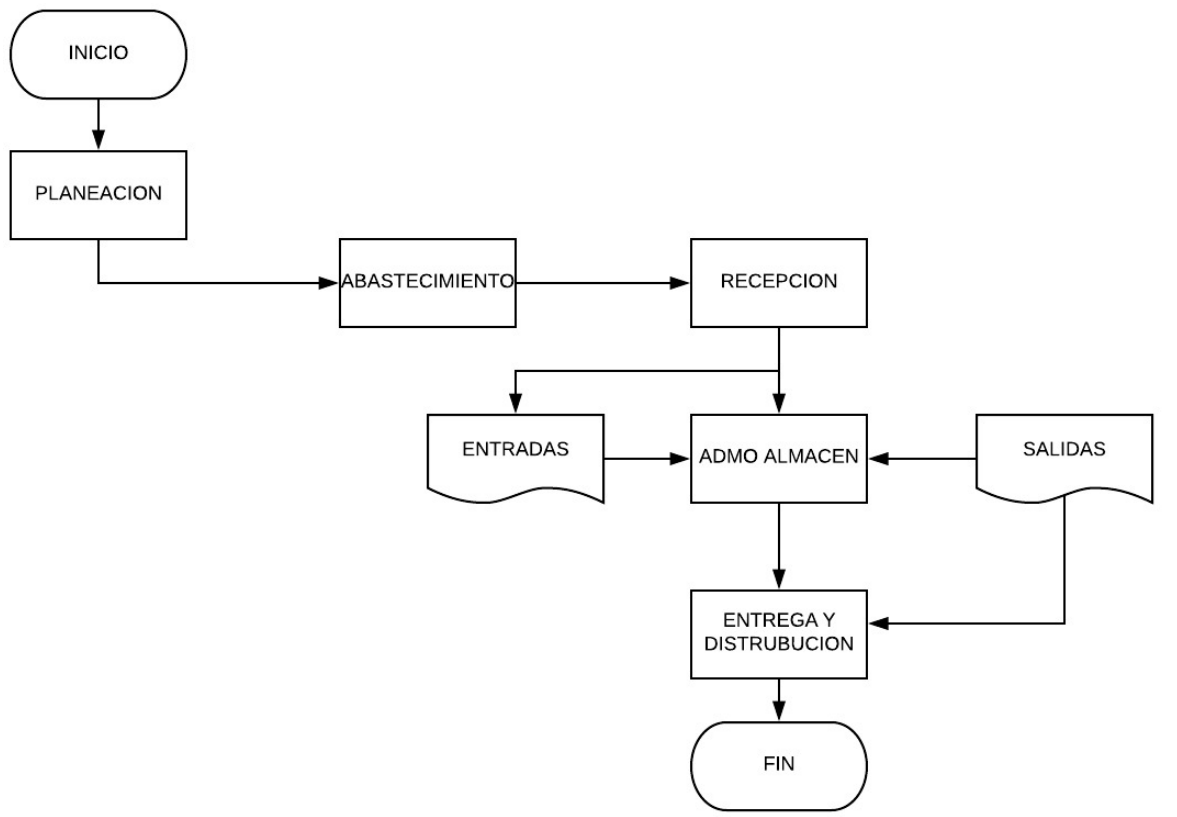 INICIO
PLANEACION
ABASTECIMIENTO
RECEPCION
ENTRADAS
ADMO ALMACEN
SALIDAS
ENTREGA Y
DISTRUBUCION
FIN